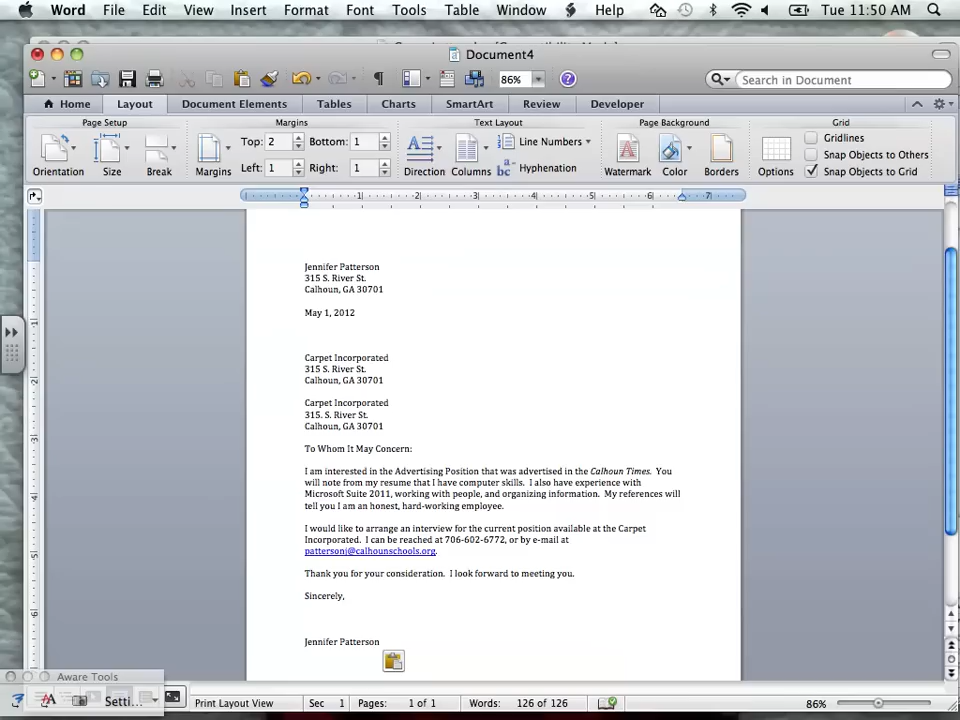 Word File Edit View Insert Format Font Tools Table Window Help Tue 11:50 AM
Document4
86% Search in Document
Home Layout Document Elements Tables Charts SmartArt Review Developer
Page Setup Margins Text Layout Page Background Grid
Orientation Size Break Margins Top: 2 Bottom: 1 Left: 1 Right: 1 Direction Columns Line Numbers Hyphenation Watermark Color Borders Options Gridlines Snap Objects to Others Snap Objects to Grid
1 2 3 4 5 6 7
Jennifer Patterson
315 S. River St.
Calhoun, GA 30701
May 1, 2012
Carpet Incorporated
315 S. River St.
Calhoun, GA 30701
Carpet Incorporated
315. S. River St.
Calhoun, GA 30701
To Whom It May Concern:
I am interested in the Advertising Position that was advertised in the Calhoun Times. You
will note from my resume that I have computer skills. I also have experience with
Microsoft Suite 2011, working with people, and organizing information. My references will
tell you I am an honest, hard-working employee.
I would like to arrange an interview for the current position available at the Carpet
Incorporated. I can be reached at 706-602-6772, or by e-mail at
pattersonj@calhounschools.org.
Thank you for your consideration. I look forward to meeting you.
Sincerely,
Jennifer Patterson
Aware Tools
Setti...
Print Layout View Sec 1 Pages: 1 of 1 Words: 126 of 126 86%